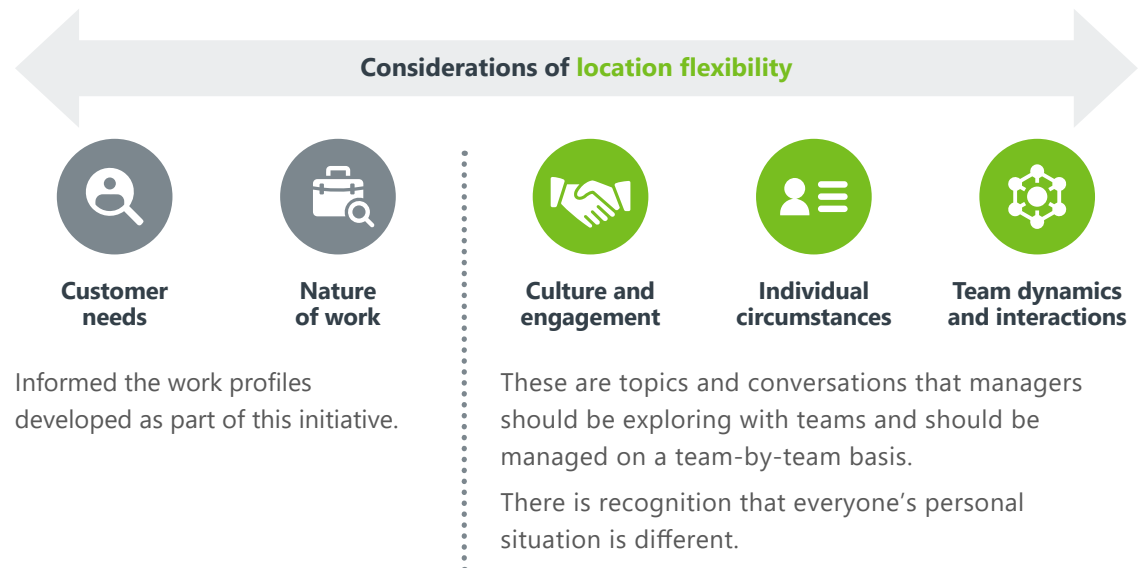 Considerations of location flexibility
Customer
needs
Nature
of work
Culture and
engagement
Individual
circumstances
Team dynamics
and interactions
Informed the work profiles
developed as part of this initiative.
These are topics and conversations that managers
should be exploring with teams and should be
managed on a team-by-team basis.
There is recognition that everyone’s personal
situation is different.